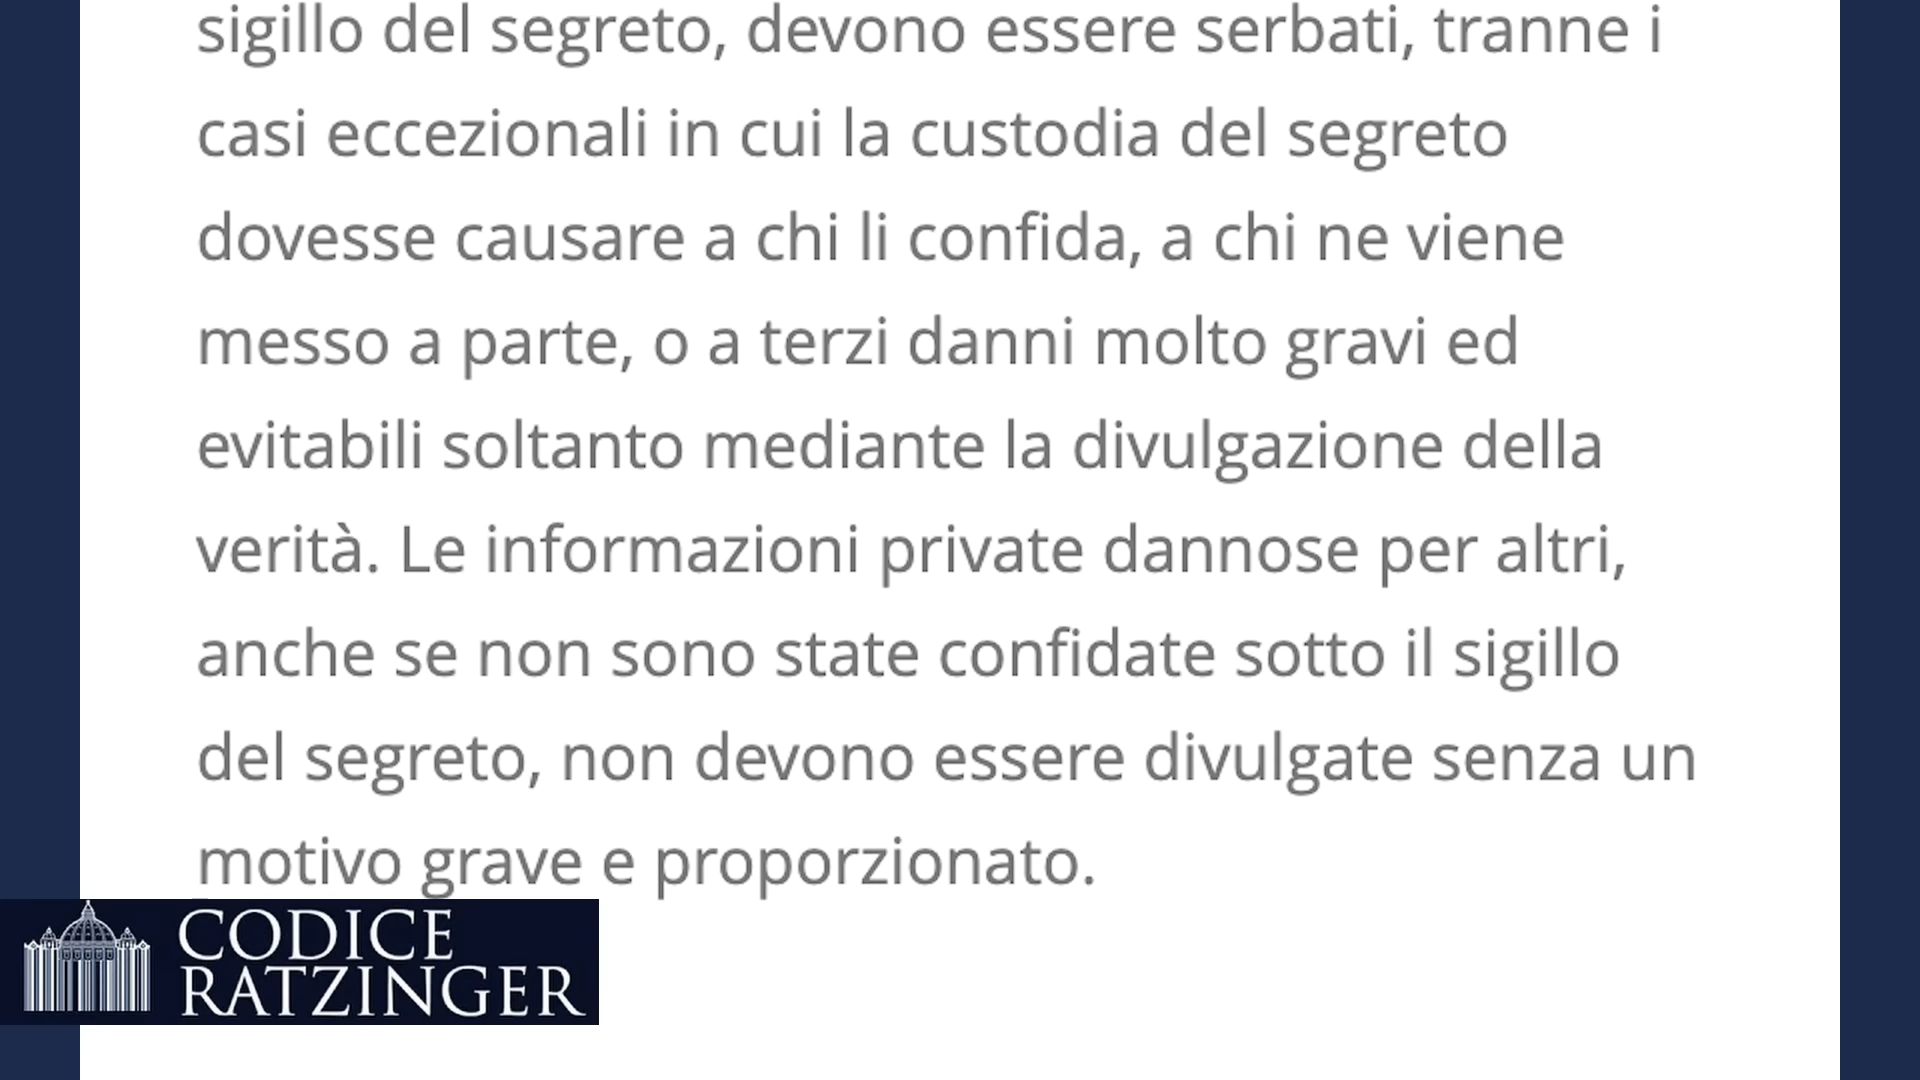 sigillo del segreto, devono essere serbati, tranne i
casi eccezionali in cui la custodia del segreto
dovesse causare a chi li confida, a chi ne viene
messo a parte, o a terzi danni molto gravi ed
evitabili soltanto mediante la divulgazione della
verità. Le informazioni private dannose per altri,
anche se non sono state confidate sotto il sigillo
del segreto, non devono essere divulgate senza un
motivo grave e proporzionato.
CODICE
RATZINGER